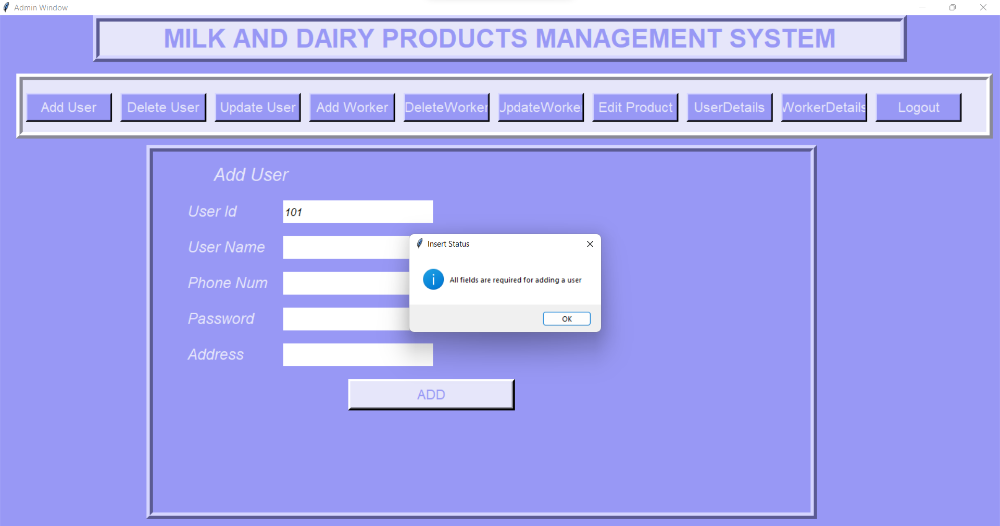 Admin Window
MILK AND DAIRY PRODUCTS MANAGEMENT SYSTEM
Add User Delete User Update User Add Worker DeleteWorker UpdateWorke Edit Product UserDetails WorkerDetails Logout
Add User
User Id 101
User Name
Insert Status
Phone Num
All fields are required for adding a user
Password
OK
Address
ADD